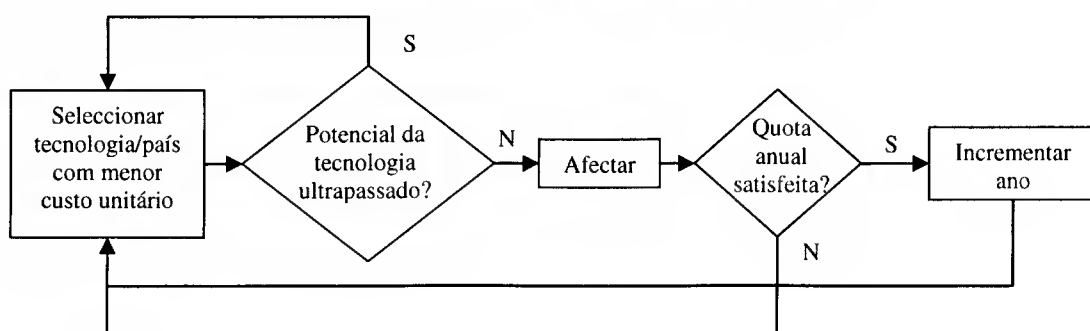 S
Seleccionar
tecnologia/país
com menor
custo unitário
Potencial da
tecnologia
ultrapassado?
N
Afectar
Quota
anual
satisfeita?
S
Incrementar
ano
N